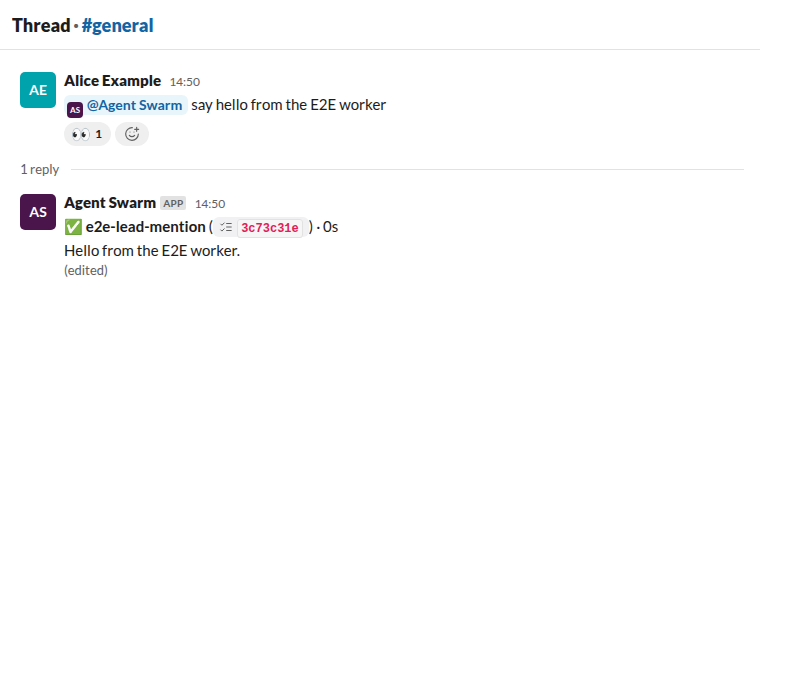 Thread • #general
AE
Alice Example 14:50
AS @Agent Swarm say hello from the E2E worker
👀 1
1 reply
AS
Agent Swarm APP 14:50
✅ e2e-lead-mention ( 3c73c31e ) · 0s
Hello from the E2E worker.
(edited)